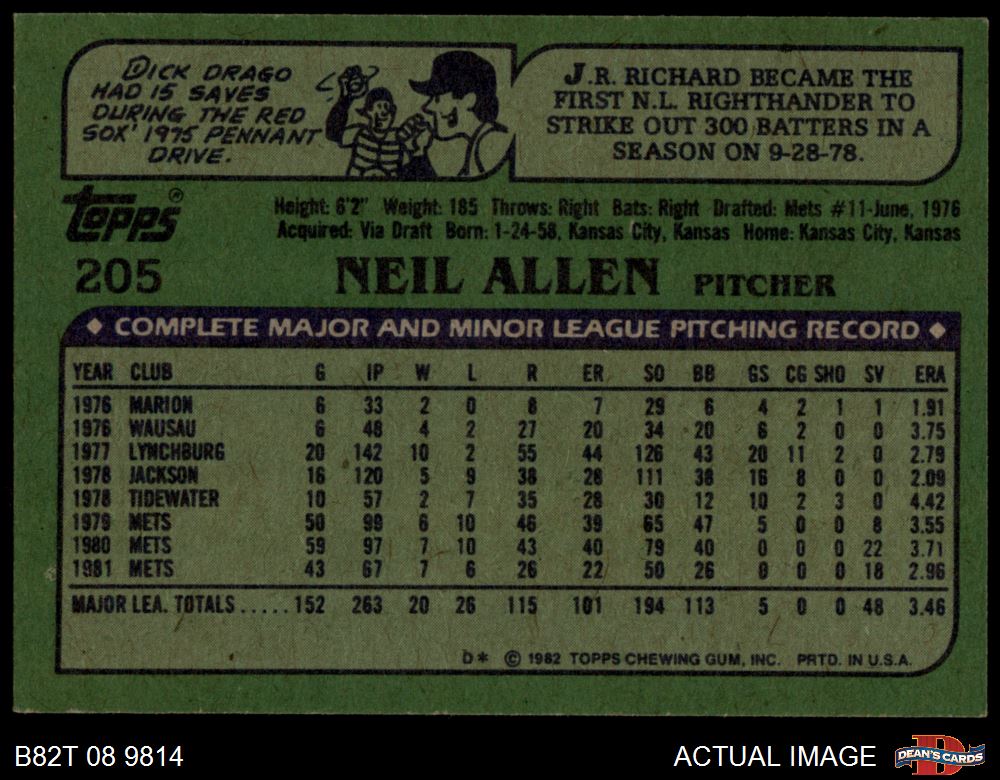 DICK DRAGO
HAD 15 SAVES
DURING THE RED
SOX' 1975 PENNANT
DRIVE.
J.R. RICHARD BECAME THE
FIRST N.L. RIGHTHANDER TO
STRIKE OUT 300 BATTERS IN A
SEASON ON 9-28-78.
topps®
Height: 6'2" Weight: 185 Throws: Right Bats: Right Drafted: Mets #11-June, 1976
Acquired: Via Draft Born: 1-24-58, Kansas City, Kansas Home: Kansas City, Kansas
205 NEIL ALLEN PITCHER
◆ COMPLETE MAJOR AND MINOR LEAGUE PITCHING RECORD ◆
YEAR CLUB G IP W L R ER SO BB GS CG SHO SV ERA
1976 MARION 6 33 2 0 8 7 29 6 4 2 1 1 1.91
1976 WAUSAU 6 48 4 2 27 20 34 20 6 2 0 0 3.75
1977 LYNCHBURG 20 142 10 2 55 44 126 43 20 11 2 0 2.79
1978 JACKSON 16 120 5 9 38 28 111 38 16 8 0 0 2.09
1978 TIDEWATER 10 57 2 7 35 28 30 12 10 2 3 0 4.42
1979 METS 50 99 6 10 46 39 65 47 5 0 0 8 3.55
1980 METS 59 97 7 10 43 40 79 40 0 0 0 22 3.71
1981 METS 43 67 7 6 26 22 50 26 0 0 0 18 2.96
MAJOR LEA. TOTALS.....152 263 20 26 115 101 194 113 5 0 0 48 3.46
D* © 1982 TOPPS CHEWING GUM, INC. PRTD. IN U.S.A.
B82T 08 9814 ACTUAL IMAGE DEAN'S CARDS